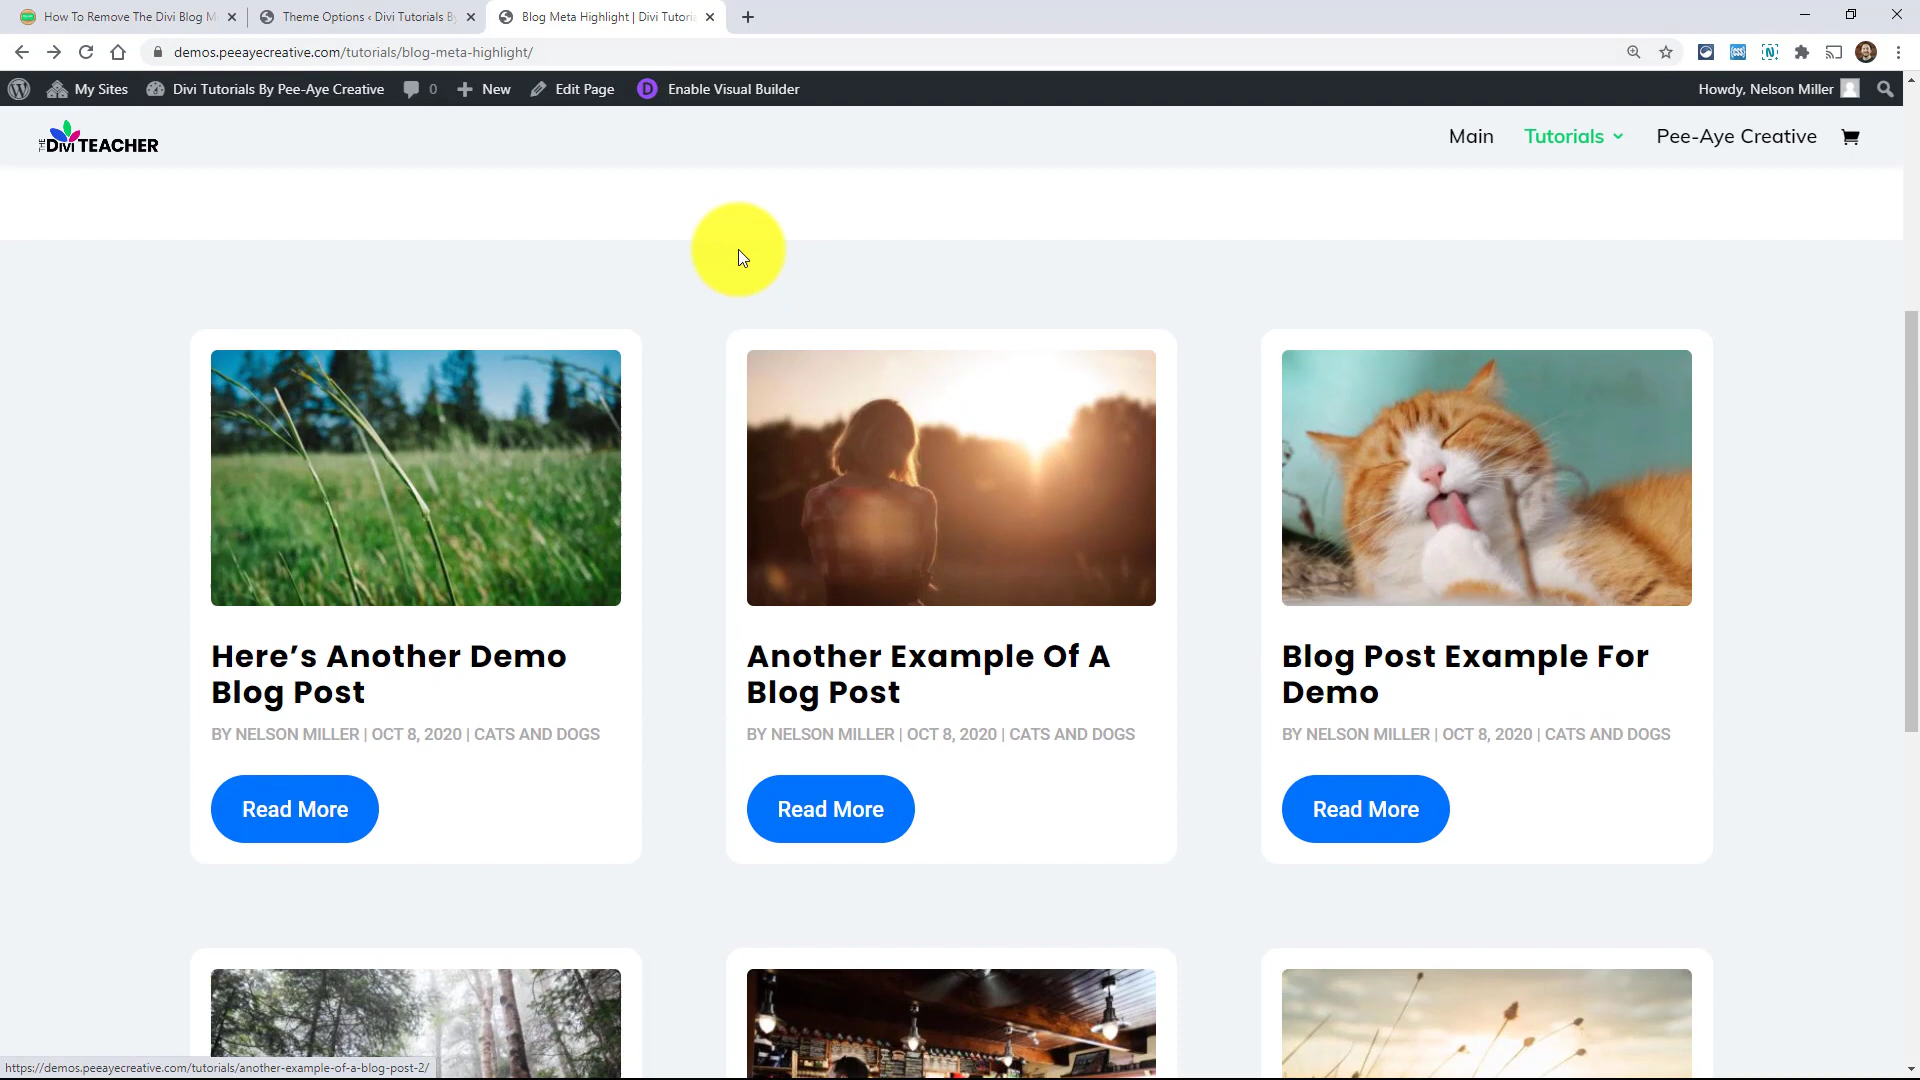 How To Remove The Divi Blog M
Theme Options ‹ Divi Tutorials By
Blog Meta Highlight | Divi Tutoria
demos.peeayecreative.com/tutorials/blog-meta-highlight/
My Sites
Divi Tutorials By Pee-Aye Creative
0
New
Edit Page
D
Enable Visual Builder
Howdy, Nelson Miller
THE DIVI TEACHER
Main
Tutorials
Pee-Aye Creative
Here’s Another Demo
Blog Post
BY NELSON MILLER | OCT 8, 2020 | CATS AND DOGS
Read More
Another Example Of A
Blog Post
BY NELSON MILLER | OCT 8, 2020 | CATS AND DOGS
Read More
Blog Post Example For
Demo
BY NELSON MILLER | OCT 8, 2020 | CATS AND DOGS
Read More
https://demos.peeayecreative.com/tutorials/another-example-of-a-blog-post-2/